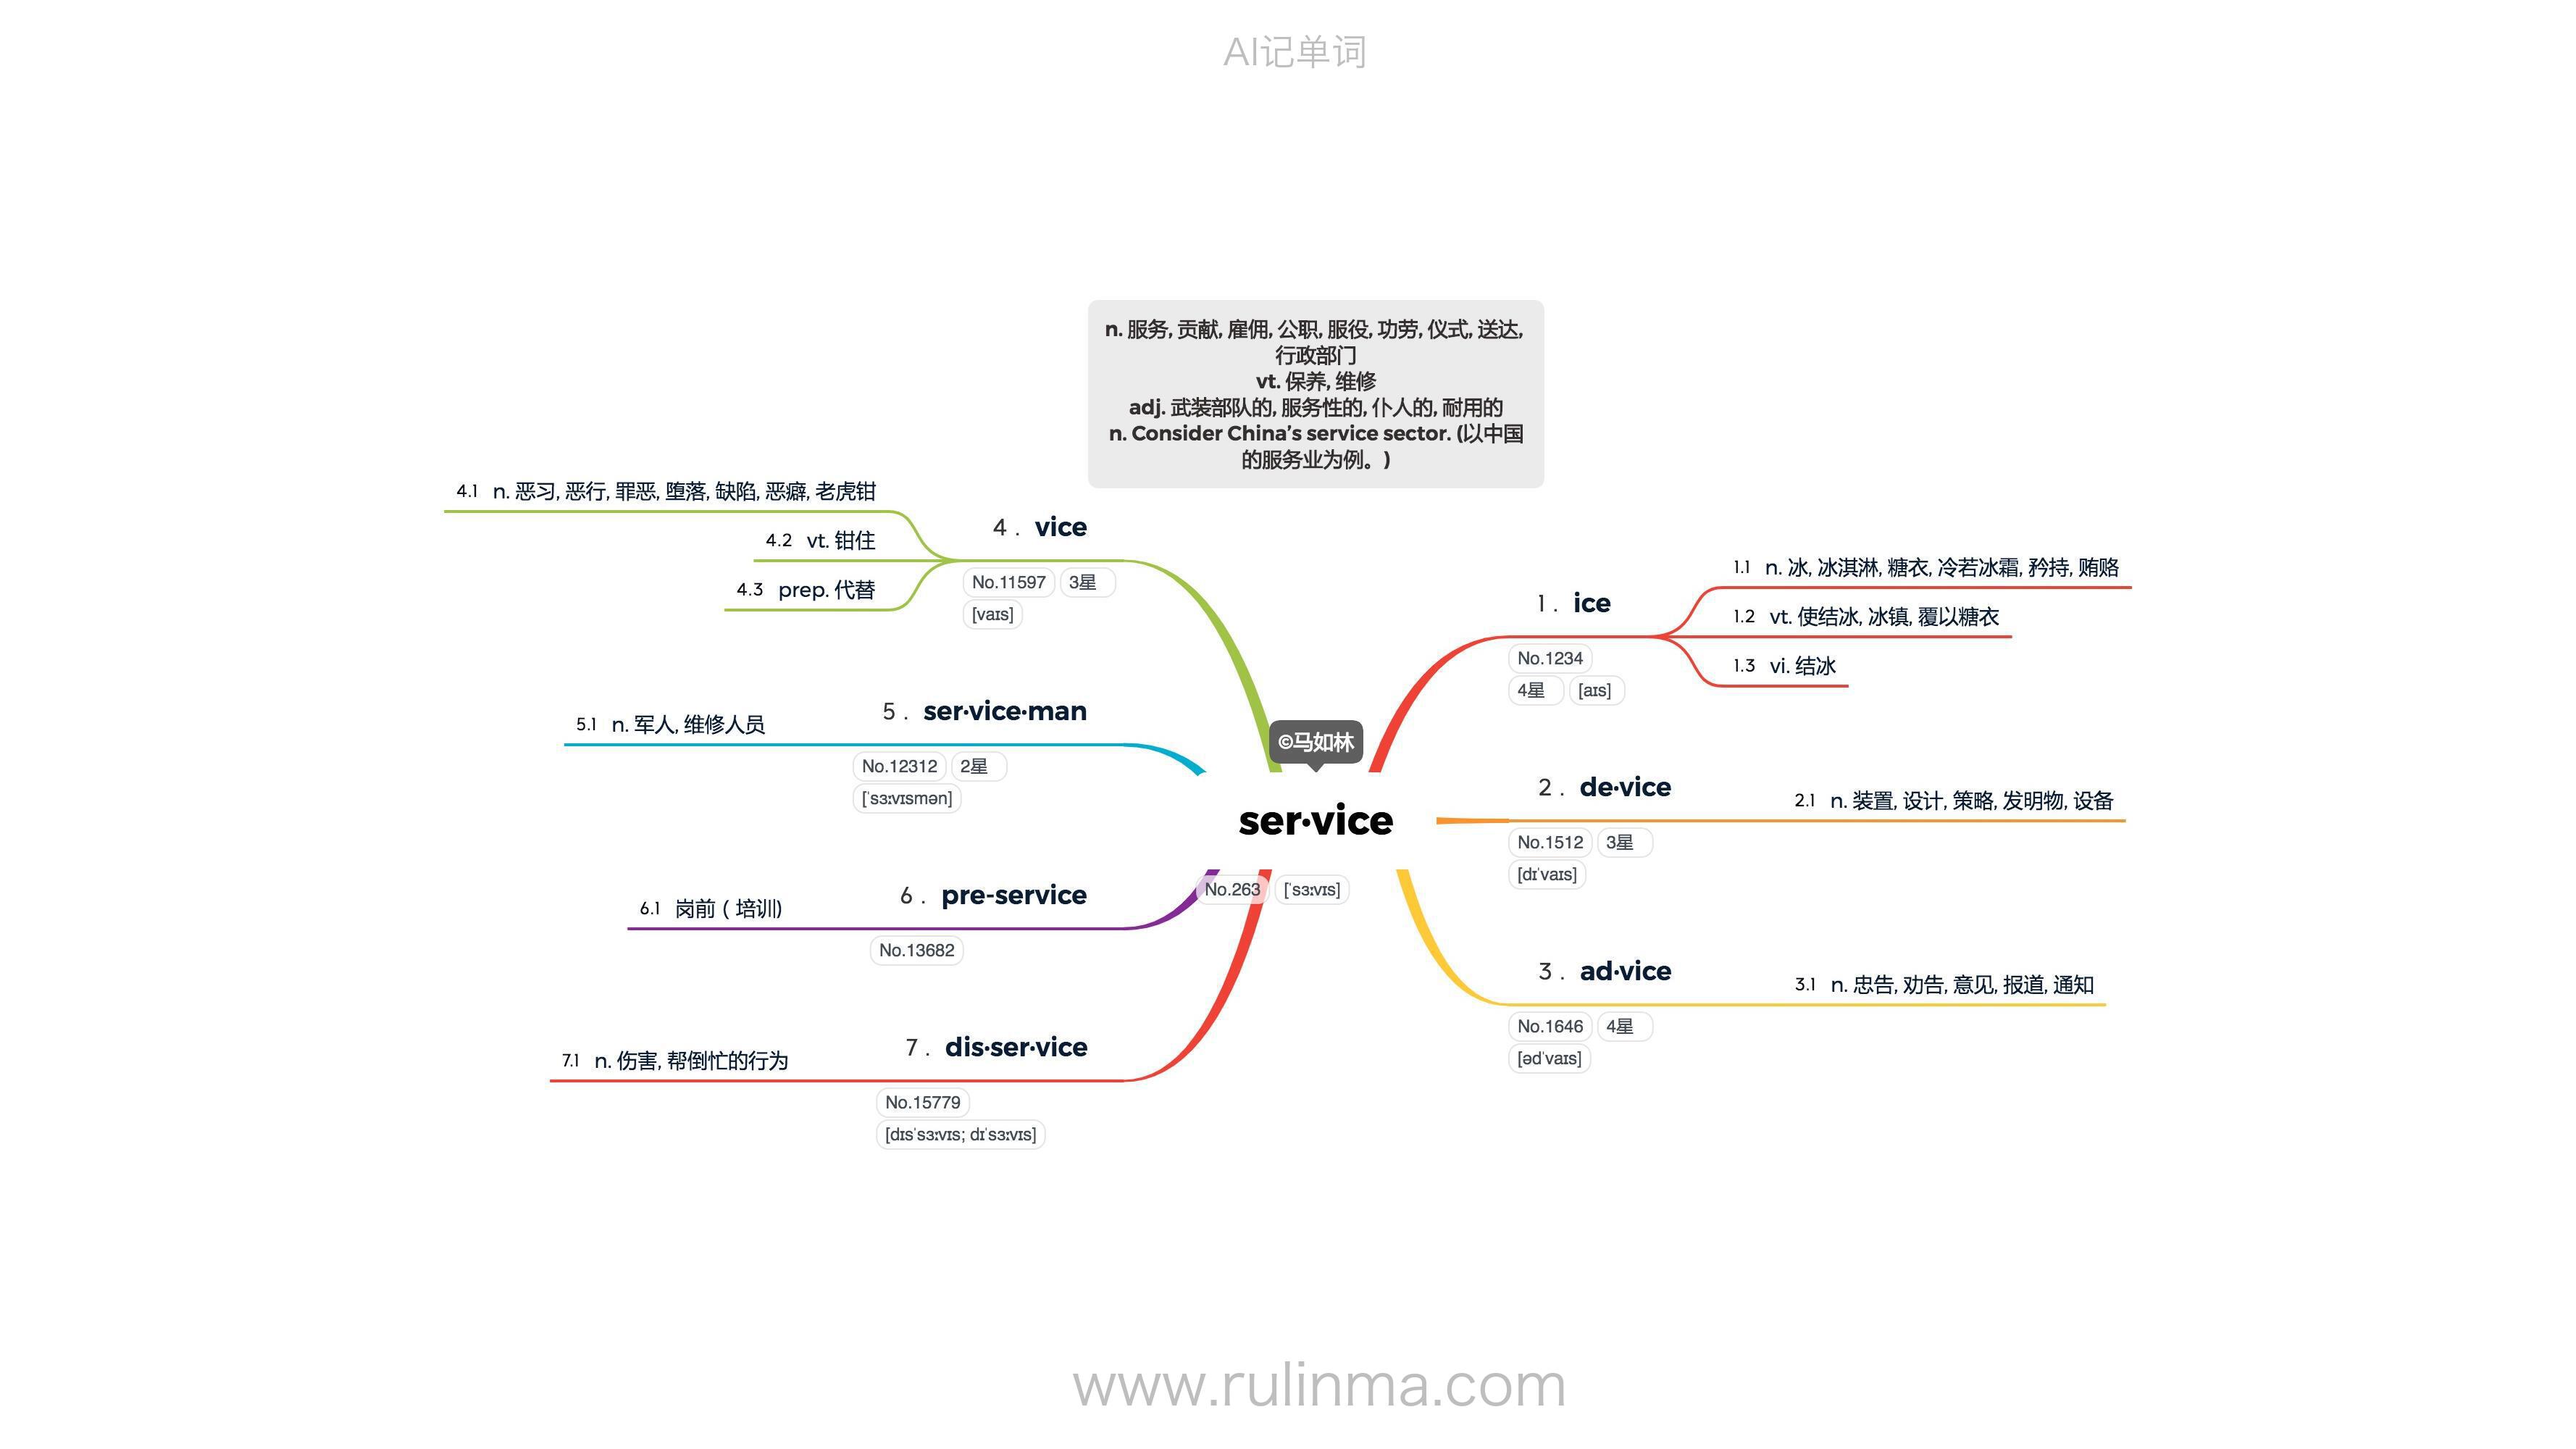 AI记单词
n. 服务, 贡献, 雇佣, 公职, 服役, 功劳, 仪式, 送达,
行政部门
vt. 保养, 维修
adj. 武装部队的, 服务性的, 仆人的, 耐用的
n. Consider China’s service sector. (以中国
的服务业为例。)
©马如林
ser·vice
No.263 [ˈsɜːvɪs]
1 . ice
No.1234
4星 [aɪs]
1.1 n. 冰, 冰淇淋, 糖衣, 冷若冰霜, 矜持, 贿赂
1.2 vt. 使结冰, 冰镇, 覆以糖衣
1.3 vi. 结冰
2 . de·vice
No.1512 3星
[dɪˈvaɪs]
2.1 n. 装置, 设计, 策略, 发明物, 设备
3 . ad·vice
No.1646 4星
[ədˈvaɪs]
3.1 n. 忠告, 劝告, 意见, 报道, 通知
4 . vice
No.11597 3星
[vaɪs]
4.1 n. 恶习, 恶行, 罪恶, 堕落, 缺陷, 恶癖, 老虎钳
4.2 vt. 钳住
4.3 prep. 代替
5 . ser·vice·man
No.12312 2星
[ˈsɜːvɪsmən]
5.1 n. 军人, 维修人员
6 . pre-service
No.13682
6.1 岗前（培训)
7 . dis·ser·vice
No.15779
[dɪsˈsɜːvɪs; dɪˈsɜːvɪs]
7.1 n. 伤害, 帮倒忙的行为
www.rulinma.com